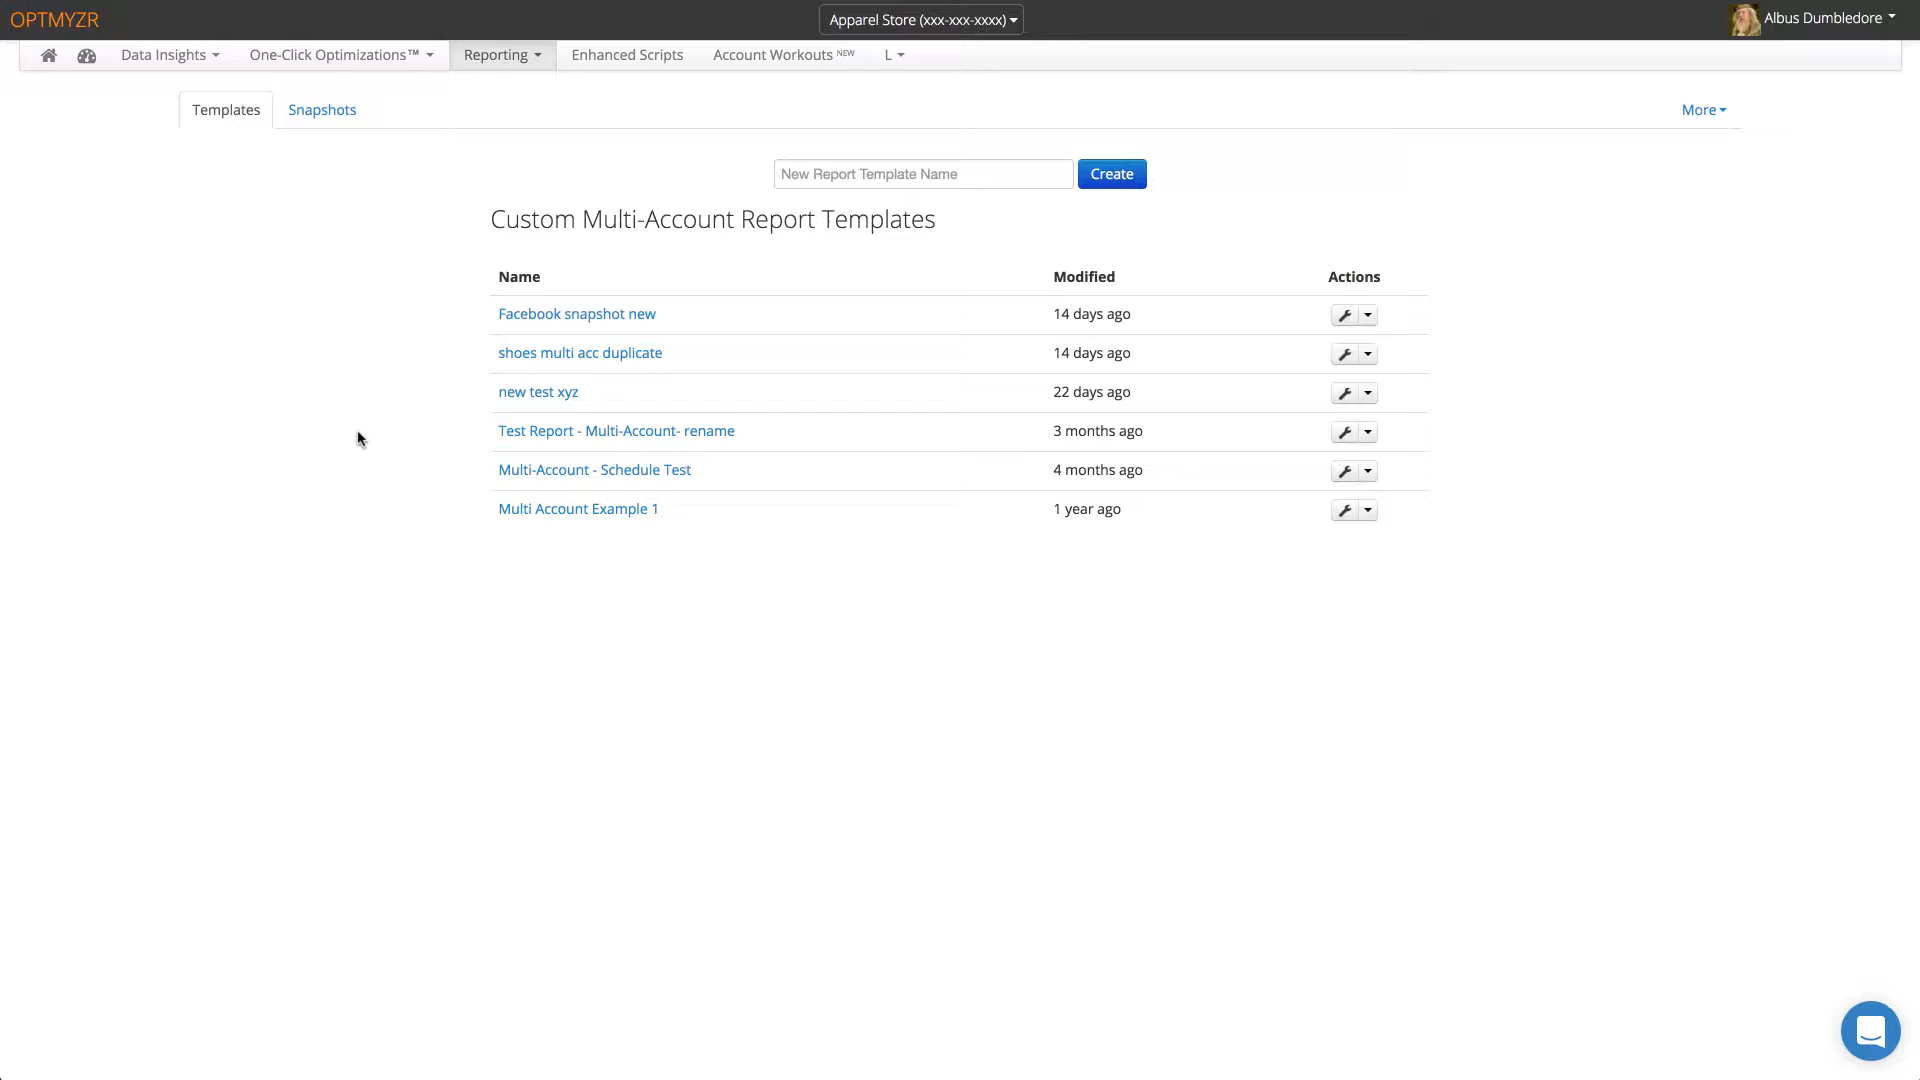 OPTMYZR
Apparel Store (xxx-xxx-xxxx)
Albus Dumbledore
Data Insights
One-Click Optimizations™
Reporting
Enhanced Scripts
Account Workouts NEW
L
Templates
Snapshots
More
New Report Template Name
Create
Custom Multi-Account Report Templates
Name Modified Actions
Facebook snapshot new 14 days ago
shoes multi acc duplicate 14 days ago
new test xyz 22 days ago
Test Report - Multi-Account- rename 3 months ago
Multi-Account - Schedule Test 4 months ago
Multi Account Example 1 1 year ago